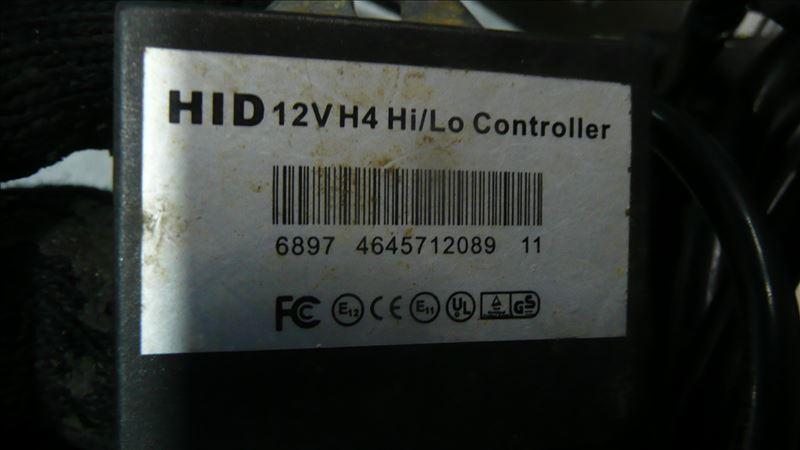 HID 12V H4 Hi/Lo Controller
6897 4645712089 11
FC E12 CE E11 UL GS